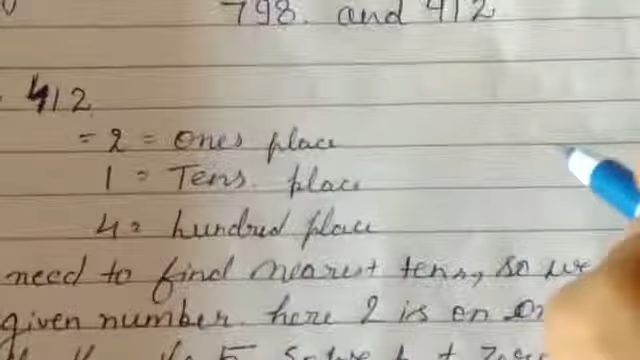 798. and 412
412
= 2 = ones place
1 = Tens. place
4 = hundred place
need to find nearest tens, so we
given number. here 2 is on